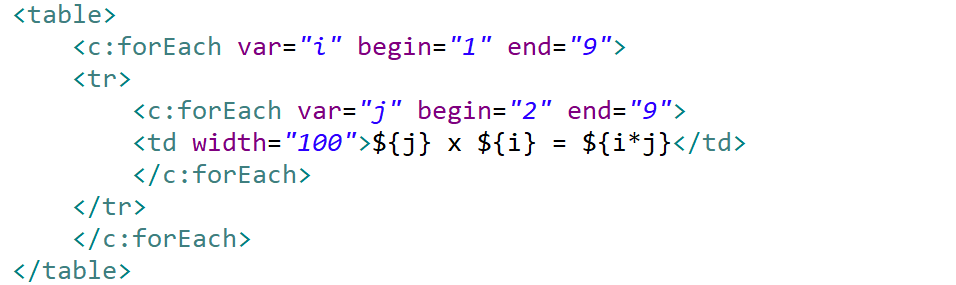 <table>
    <c:forEach var="i" begin="1" end="9">
    <tr>
        <c:forEach var="j" begin="2" end="9">
        <td width="100">${j} x ${i} = ${i*j}</td>
        </c:forEach>
    </tr>
    </c:forEach>
</table>